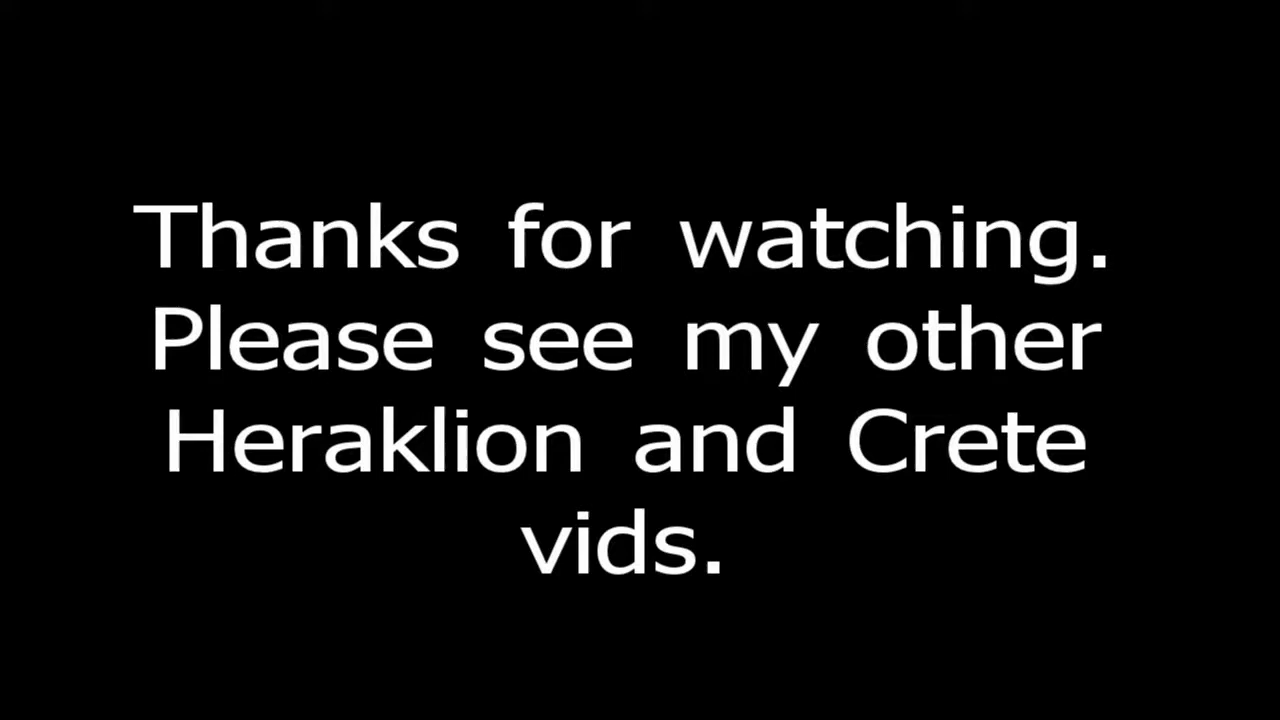 Thanks for watching.
Please see my other
Heraklion and Crete
vids.